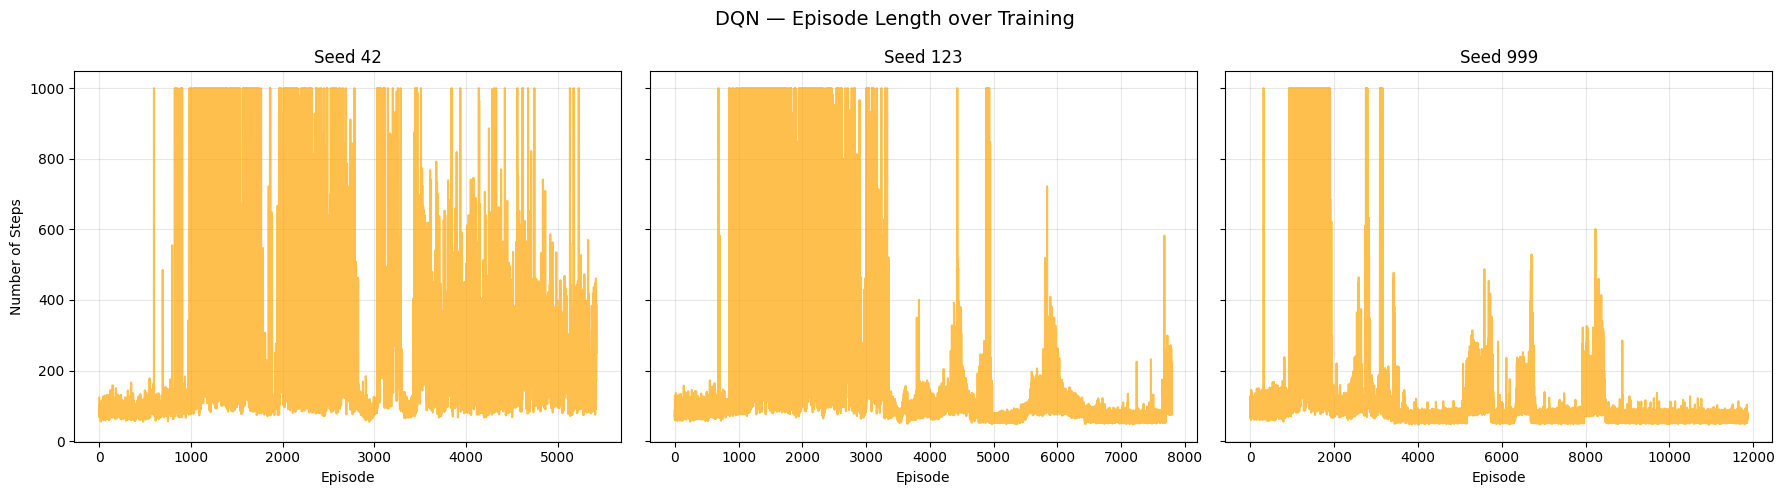 DQN — Episode Length over Training
Seed 42
Seed 123
Seed 999
Number of Steps
1000
800
600
400
200
0
0 1000 2000 3000 4000 5000
0 1000 2000 3000 4000 5000 6000 7000 8000
0 2000 4000 6000 8000 10000 12000
Episode
Episode
Episode